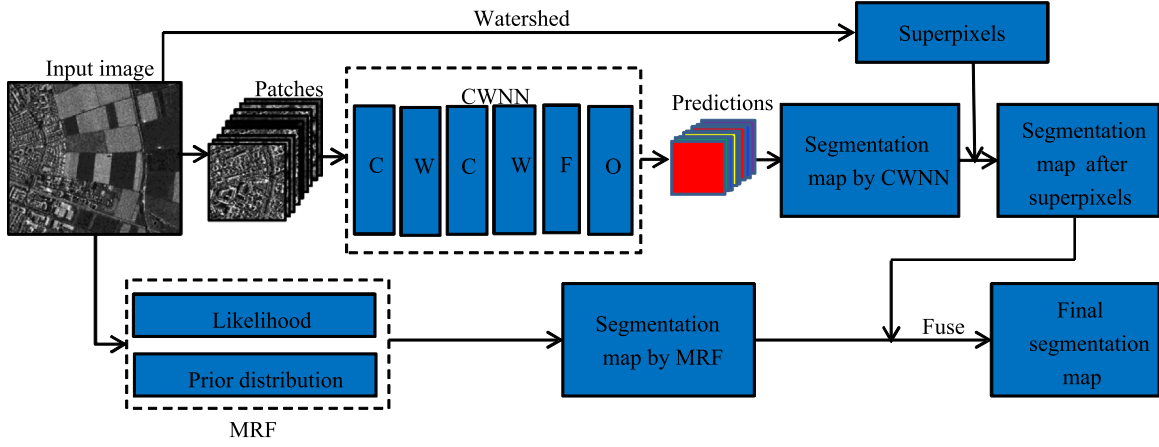 Watershed
Superpixels
Input image
Patches
CWNN
C
W
C
W
F
O
Predictions
Segmentation
map by CWNN
Segmentation
map after
superpixels
Likelihood
Prior distribution
MRF
Segmentation
map by MRF
Fuse
Final
segmentation
map